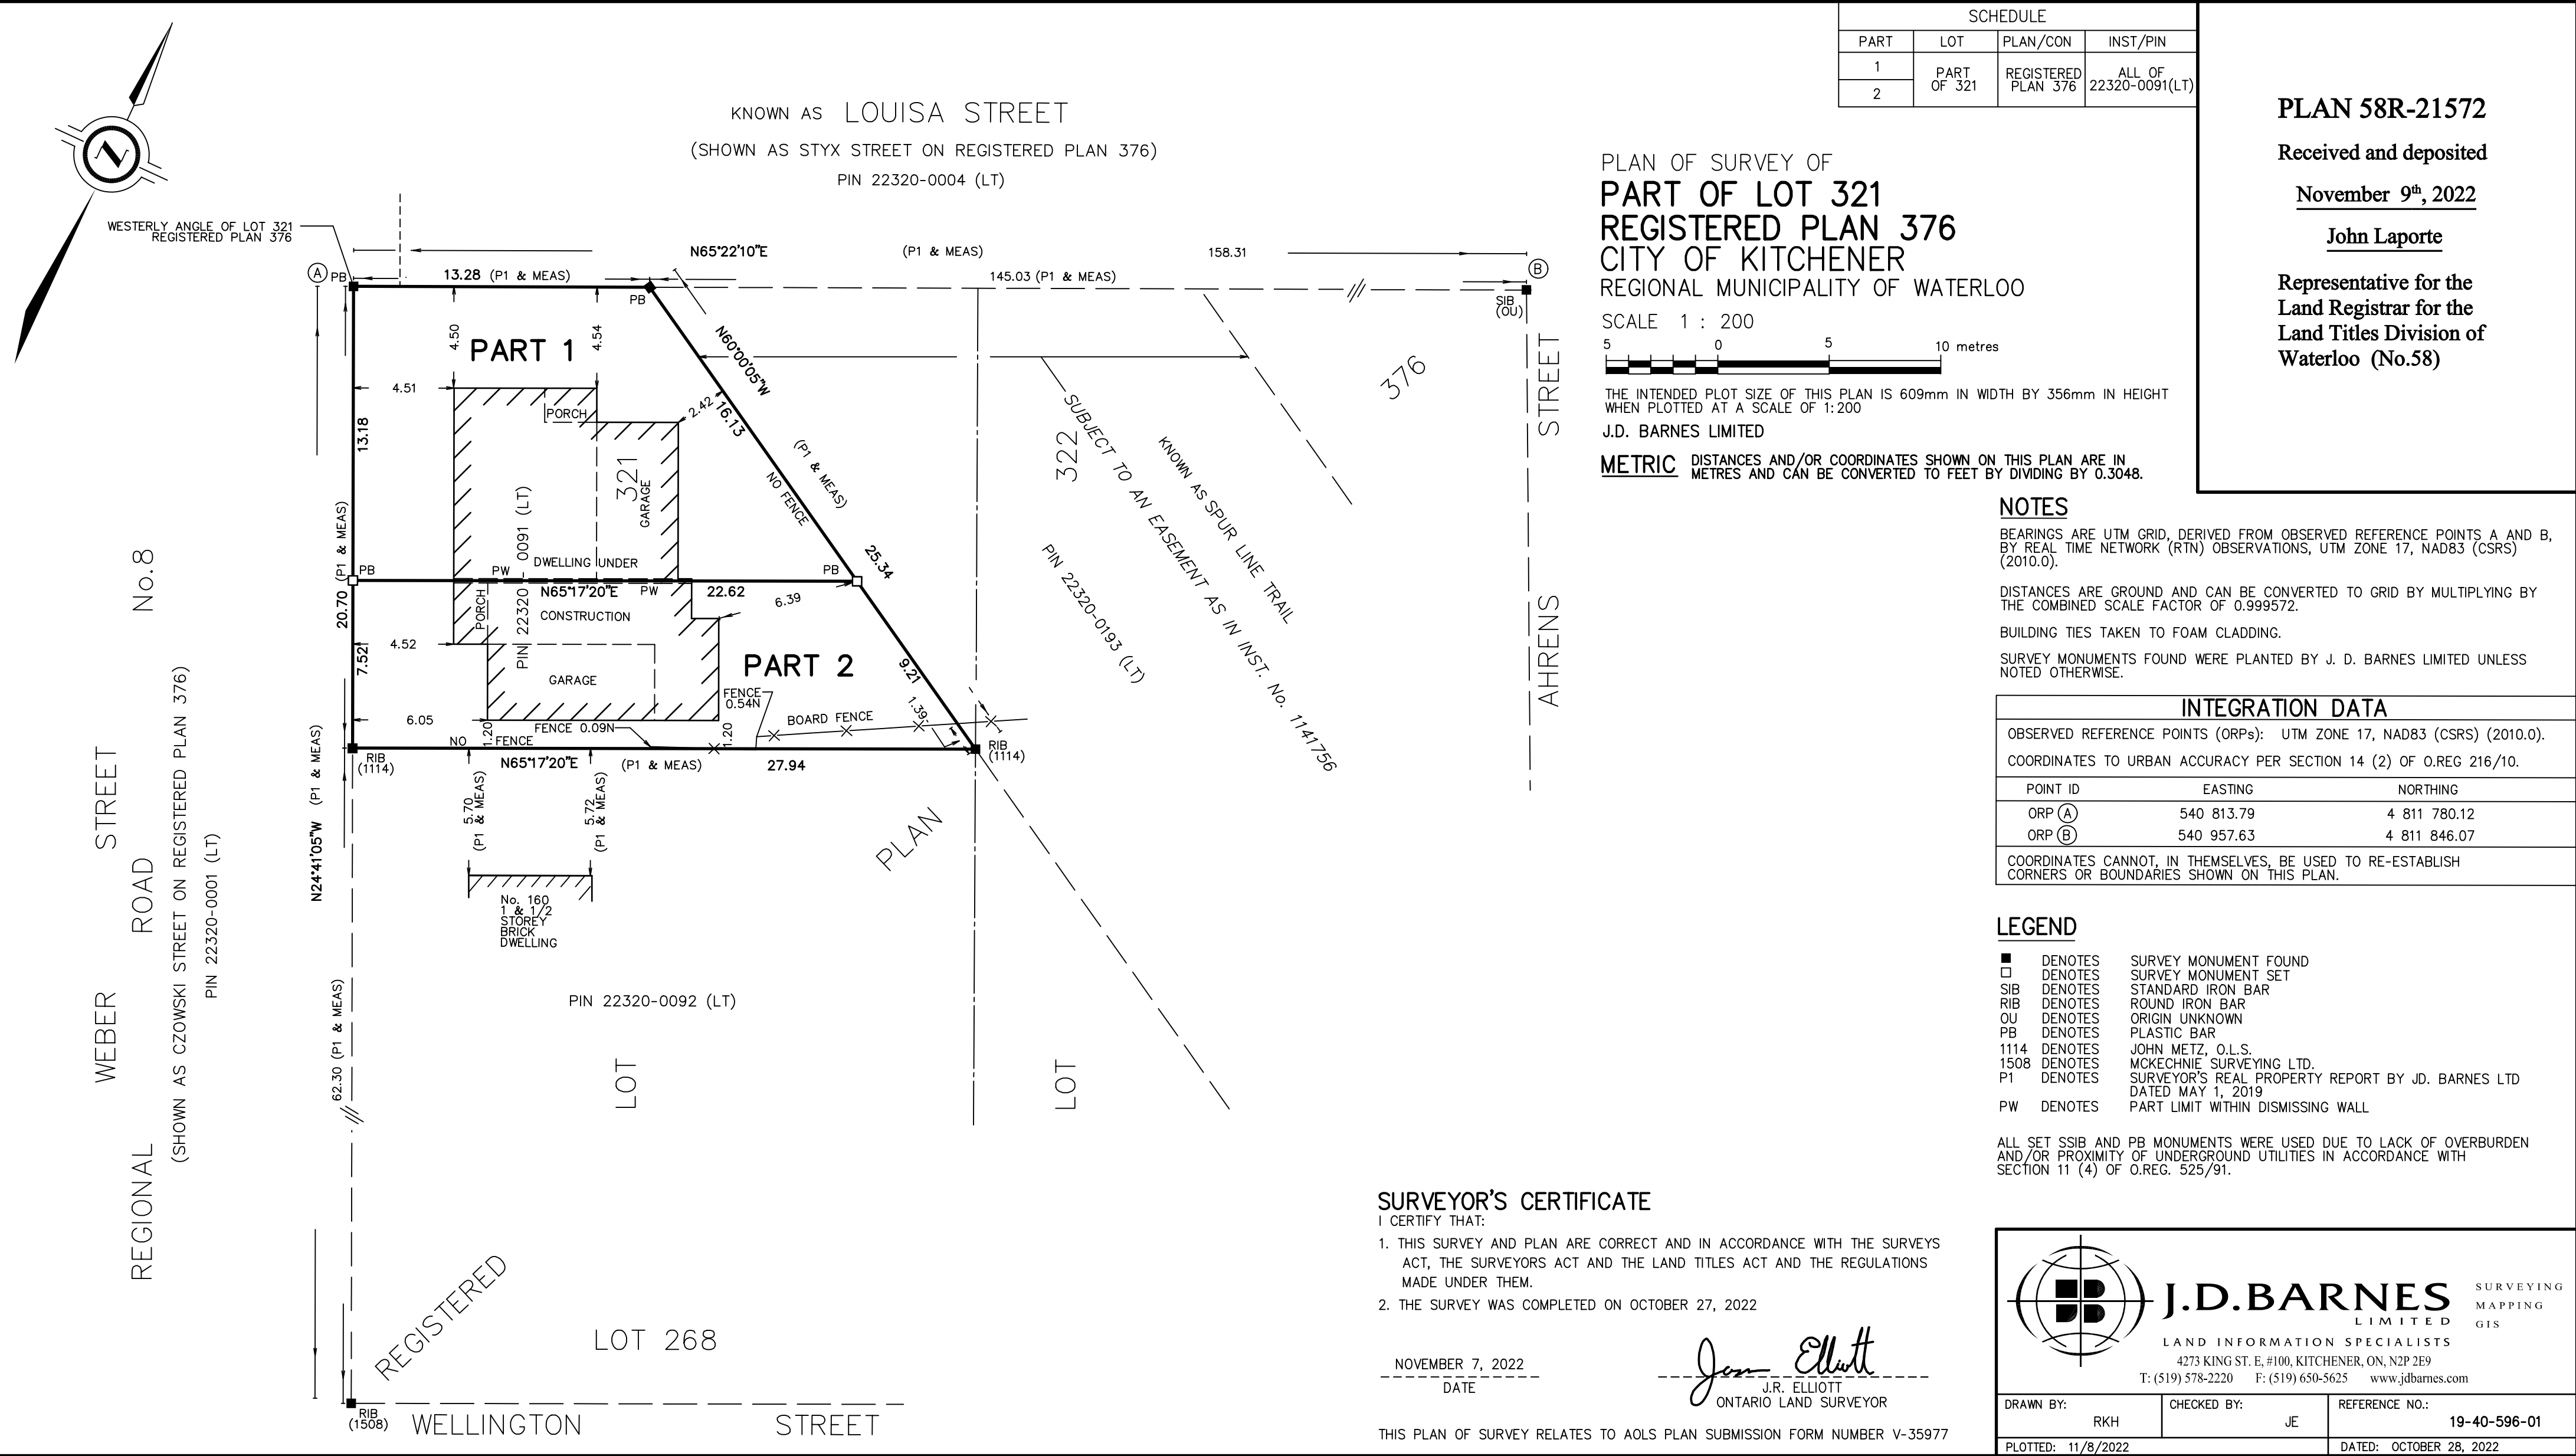 SCHEDULE
PART LOT PLAN/CON INST/PIN
1
2
PART
OF 321
REGISTERED
PLAN 376
ALL OF
22320-0091(LT)
PLAN 58R-21572
Received and deposited
November 9th, 2022
John Laporte
Representative for the
Land Registrar for the
Land Titles Division of
Waterloo (No.58)
PLAN OF SURVEY OF
PART OF LOT 321
REGISTERED PLAN 376
CITY OF KITCHENER
REGIONAL MUNICIPALITY OF WATERLOO
SCALE 1 : 200
5 0 5 10 metres
THE INTENDED PLOT SIZE OF THIS PLAN IS 609mm IN WIDTH BY 356mm IN HEIGHT
WHEN PLOTTED AT A SCALE OF 1:200
J.D. BARNES LIMITED
METRIC DISTANCES AND/OR COORDINATES SHOWN ON THIS PLAN ARE IN
METRES AND CAN BE CONVERTED TO FEET BY DIVIDING BY 0.3048.
N
KNOWN AS LOUISA STREET
(SHOWN AS STYX STREET ON REGISTERED PLAN 376)
PIN 22320-0004 (LT)
WESTERLY ANGLE OF LOT 321
REGISTERED PLAN 376
N65°22'10"E (P1 & MEAS) 158.31
A PB
13.28 (P1 & MEAS)
145.03 (P1 & MEAS)
B
PB
SIB
(OU)
4.50
PART 1
4.54
N60°00'05"W
4.51
PORCH
2.42
16.13
13.18
321
GARAGE
(P1 & MEAS)
NO FENCE
322
376
SUBJECT TO AN EASEMENT AS IN INST. No. 1141756
KNOWN AS SPUR LINE TRAIL
PIN 22320-0193 (LT)
AHRENS STREET
20.70 (P1 & MEAS)
PIN 22320-0091 (LT)
DWELLING UNDER
25.34
PB
PW
PB
N65°17'20"E PW 22.62
6.39
PORCH
CONSTRUCTION
4.52
7.52
PART 2
9.21
GARAGE
FENCE
0.54N
1.39
6.05
1.20
FENCE 0.09N
1.20
BOARD FENCE
NO FENCE
RIB
(1114)
RIB
(1114)
N65°17'20"E (P1 & MEAS) 27.94
5.70
(P1 & MEAS)
5.72
(P1 & MEAS)
N24°41'05"W (P1 & MEAS)
No. 160
1 & 1/2
STOREY
BRICK
DWELLING
PLAN
PIN 22320-0092 (LT)
62.30 (P1 & MEAS)
LOT
LOT
WEBER STREET
REGIONAL ROAD No.8
(SHOWN AS CZOWSKI STREET ON REGISTERED PLAN 376)
PIN 22320-0001 (LT)
REGISTERED
LOT 268
RIB
(1508)
WELLINGTON STREET
NOTES
BEARINGS ARE UTM GRID, DERIVED FROM OBSERVED REFERENCE POINTS A AND B,
BY REAL TIME NETWORK (RTN) OBSERVATIONS, UTM ZONE 17, NAD83 (CSRS)
(2010.0).
DISTANCES ARE GROUND AND CAN BE CONVERTED TO GRID BY MULTIPLYING BY
THE COMBINED SCALE FACTOR OF 0.999572.
BUILDING TIES TAKEN TO FOAM CLADDING.
SURVEY MONUMENTS FOUND WERE PLANTED BY J. D. BARNES LIMITED UNLESS
NOTED OTHERWISE.
INTEGRATION DATA
OBSERVED REFERENCE POINTS (ORPs): UTM ZONE 17, NAD83 (CSRS) (2010.0).
COORDINATES TO URBAN ACCURACY PER SECTION 14 (2) OF O.REG 216/10.
POINT ID EASTING NORTHING
ORP A 540 813.79 4 811 780.12
ORP B 540 957.63 4 811 846.07
COORDINATES CANNOT, IN THEMSELVES, BE USED TO RE-ESTABLISH
CORNERS OR BOUNDARIES SHOWN ON THIS PLAN.
LEGEND
■ DENOTES SURVEY MONUMENT FOUND
□ DENOTES SURVEY MONUMENT SET
SIB DENOTES STANDARD IRON BAR
RIB DENOTES ROUND IRON BAR
OU DENOTES ORIGIN UNKNOWN
PB DENOTES PLASTIC BAR
1114 DENOTES JOHN METZ, O.L.S.
1508 DENOTES MCKECHNIE SURVEYING LTD.
P1 DENOTES SURVEYOR'S REAL PROPERTY REPORT BY JD. BARNES LTD
DATED MAY 1, 2019
PW DENOTES PART LIMIT WITHIN DISMISSING WALL
ALL SET SSIB AND PB MONUMENTS WERE USED DUE TO LACK OF OVERBURDEN
AND/OR PROXIMITY OF UNDERGROUND UTILITIES IN ACCORDANCE WITH
SECTION 11 (4) OF O.REG. 525/91.
SURVEYOR'S CERTIFICATE
I CERTIFY THAT:
1. THIS SURVEY AND PLAN ARE CORRECT AND IN ACCORDANCE WITH THE SURVEYS
ACT, THE SURVEYORS ACT AND THE LAND TITLES ACT AND THE REGULATIONS
MADE UNDER THEM.
2. THE SURVEY WAS COMPLETED ON OCTOBER 27, 2022
NOVEMBER 7, 2022
DATE
J.R. ELLIOTT
ONTARIO LAND SURVEYOR
THIS PLAN OF SURVEY RELATES TO AOLS PLAN SUBMISSION FORM NUMBER V-35977
J.D.BARNES
LIMITED
SURVEYING
MAPPING
GIS
LAND INFORMATION SPECIALISTS
4273 KING ST. E, #100, KITCHENER, ON, N2P 2E9
T: (519) 578-2220 F: (519) 650-5625 www.jdbarnes.com
DRAWN BY: RKH
CHECKED BY: JE
REFERENCE NO.: 19-40-596-01
PLOTTED: 11/8/2022
DATED: OCTOBER 28, 2022